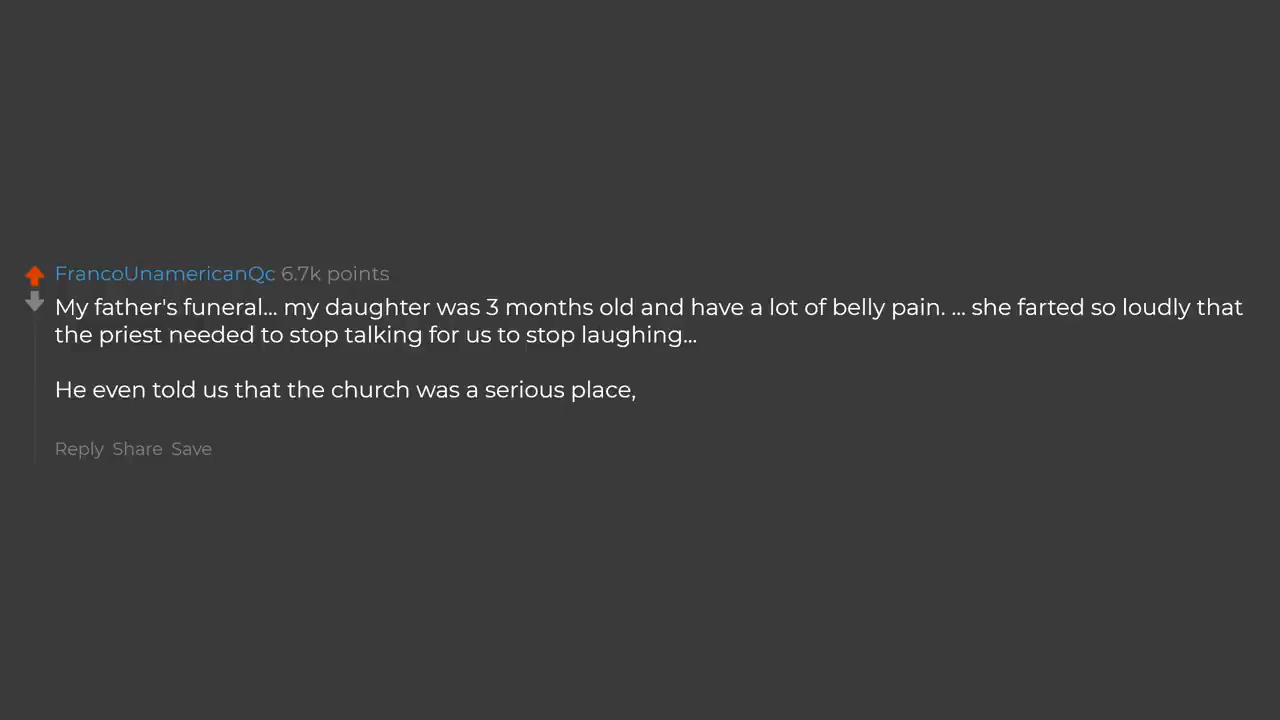 FrancoUnamericanQc 6.7k points
My father's funeral... my daughter was 3 months old and have a lot of belly pain. ... she farted so loudly that
the priest needed to stop talking for us to stop laughing...
He even told us that the church was a serious place,
Reply Share Save